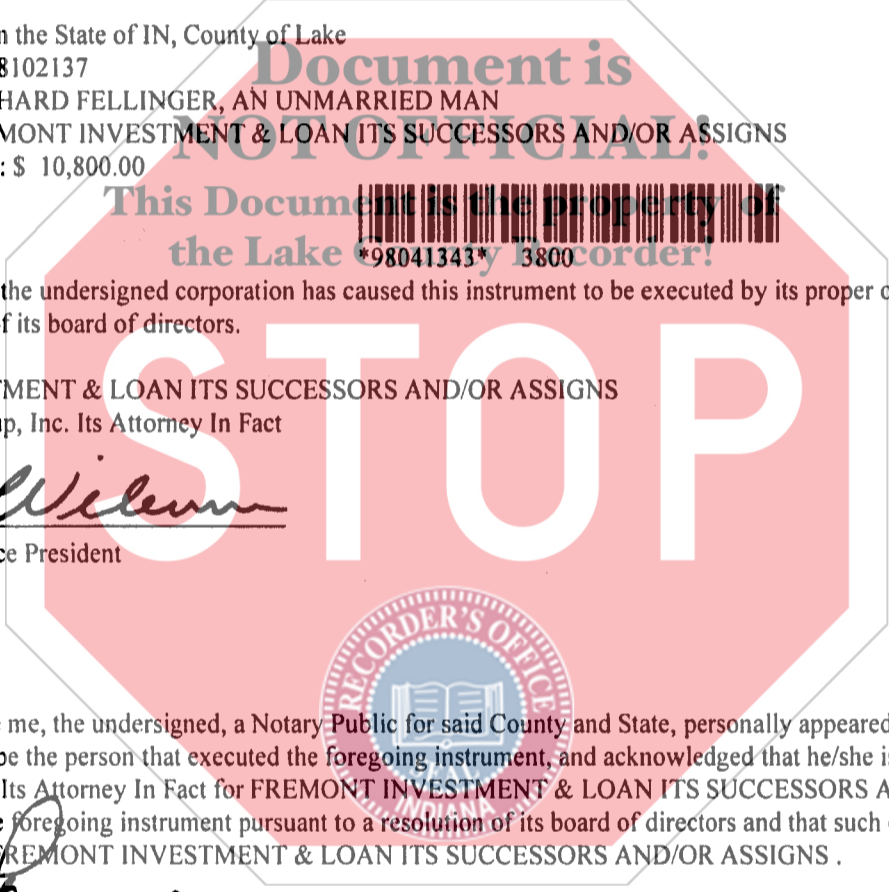 n the State of IN, County of Lake
8102137
Document is
HARD FELLINGER, AN UNMARRIED MAN
MONT INVESTMENT & LOAN ITS SUCCESSORS AND/OR ASSIGNS
NOT OFFICIAL!
: $ 10,800.00
This Document is the property of
the Lake County Recorder!
*98041343* 3800
the undersigned corporation has caused this instrument to be executed by its proper o
f its board of directors.
STOP
TMENT & LOAN ITS SUCCESSORS AND/OR ASSIGNS
p, Inc. Its Attorney In Fact
ce President
RECORDER'S OFFICE
SEAL
INDIANA
me, the undersigned, a Notary Public for said County and State, personally appeared
be the person that executed the foregoing instrument, and acknowledged that he/she i
Its Attorney In Fact for FREMONT INVESTMENT & LOAN ITS SUCCESSORS A
e foregoing instrument pursuant to a resolution of its board of directors and that such
FREMONT INVESTMENT & LOAN ITS SUCCESSORS AND/OR ASSIGNS .